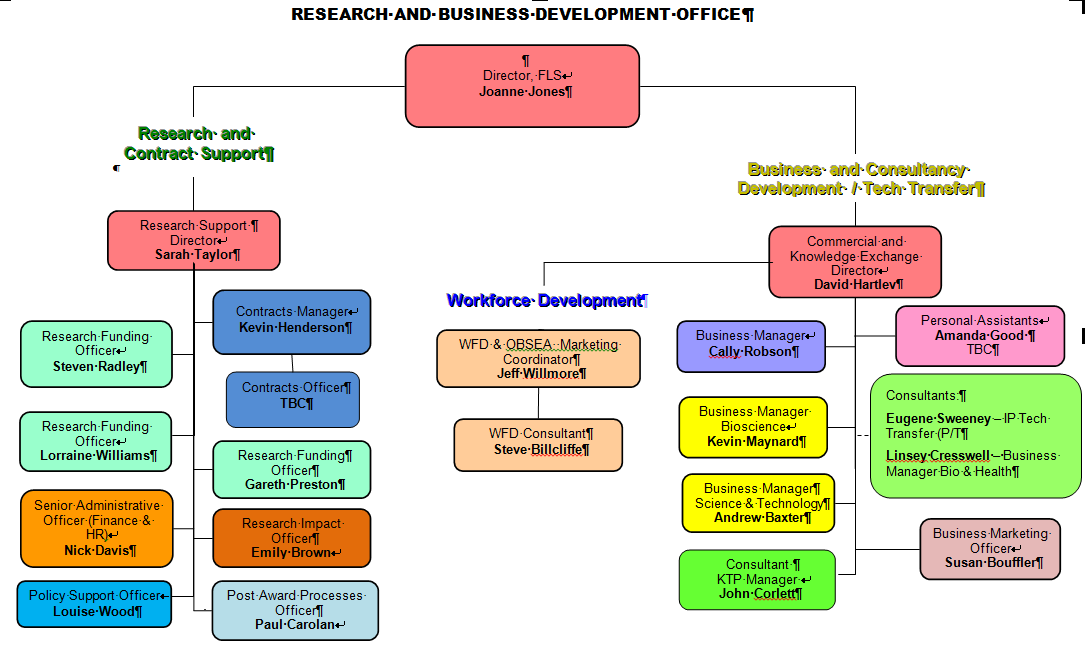 RESEARCH AND BUSINESS DEVELOPMENT OFFICE¶
¶
Director, FLS↵
Joanne Jones¶
Research and
Contract Support¶
¶
Business and Consultancy
Development / Tech Transfer¶
Research Support ¶
Director↵
Sarah Taylor¶
Commercial and
Knowledge Exchange
Director↵
David Hartley¶
Contracts Manager↵
Kevin Henderson¶
Research Funding
Officer↵
Steven Radley¶
Contracts Officer¶
TBC¶
Research Funding
Officer↵
Lorraine Williams¶
Research Funding¶
Officer¶
Gareth Preston¶
Senior Administrative
Officer (Finance &
HR)↵
Nick Davis¶
Research Impact
Officer¶
Emily Brown↵
Policy Support Officer↵
Louise Wood¶
Post Award Processes
Officer¶
Paul Carolan↵
Workforce Development¶
WFD & OBSEA Marketing
Coordinator¶
Jeff Willmore¶
WFD Consultant¶
Steve Billcliffe¶
Business Manager↵
Cally Robson¶
Personal Assistants↵
Amanda Good ¶
TBC¶
Business Manager
Bioscience↵
Kevin Maynard¶
Consultants:¶
Eugene Sweeney – IP Tech
Transfer (P/T¶
Linsey Cresswell – Business
Manager Bio & Health¶
Business Manager¶
Science & Technology¶
Andrew Baxter¶
Business Marketing
Officer↵
Susan Bouffler¶
Consultant ¶
KTP Manager ↵
John Corlett¶